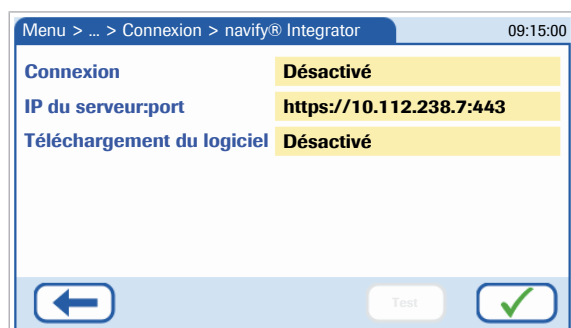 Menu > ... > Connexion > navify® Integrator 09:15:00
Connexion Désactivé
IP du serveur:port https://10.112.238.7:443
Téléchargement du logiciel Désactivé
Test